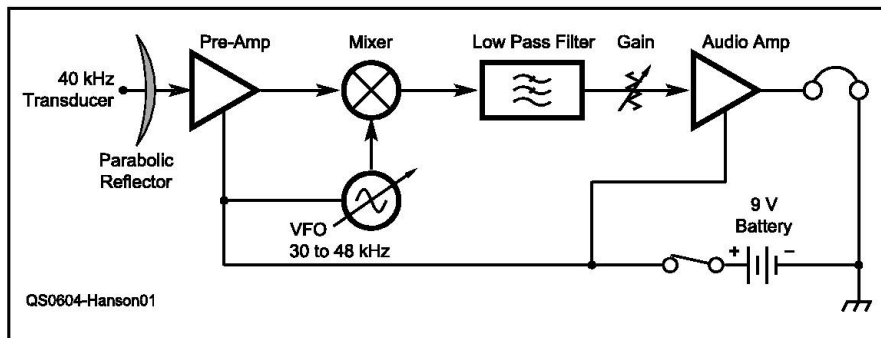 Pre-Amp
Mixer
Low Pass Filter
Gain
Audio Amp
40 kHz
Transducer
Parabolic
Reflector
VFO
30 to 48 kHz
9 V
Battery
+
–
QS0604-Hanson01